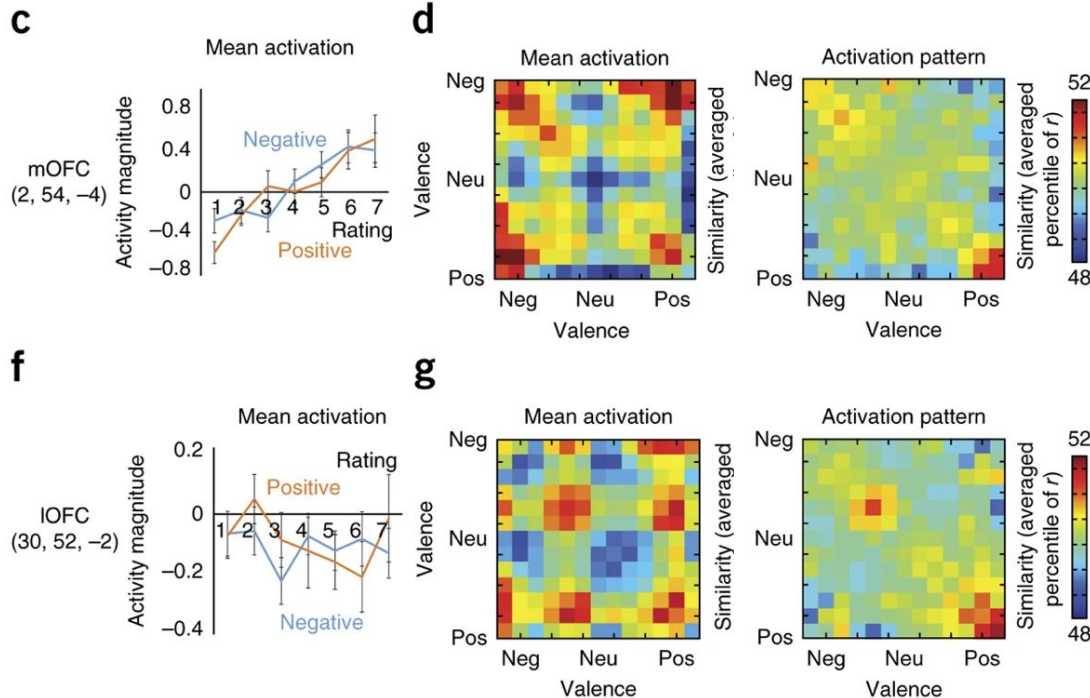 c
Mean activation
mOFC
(2, 54, –4)
Activity magnitude
0.8
0.4
0
–0.4
–0.8
Negative
1 2 3 4 5 6 7
Rating
Positive
d
Mean activation
Valence
Neg
Neu
Pos
Neg Neu Pos
Valence
Similarity (averaged
Activation pattern
Neg
Neu
Pos
Neg Neu Pos
Valence
Similarity (averaged
percentile of r)
52
48
f
Mean activation
lOFC
(30, 52, –2)
Activity magnitude
0.2
0
–0.2
–0.4
Rating
Positive
1 2 3 4 5 6 7
Negative
g
Mean activation
Valence
Neg
Neu
Pos
Neg Neu Pos
Valence
Similarity (averaged
Activation pattern
Neg
Neu
Pos
Neg Neu Pos
Valence
Similarity (averaged
percentile of r)
52
48